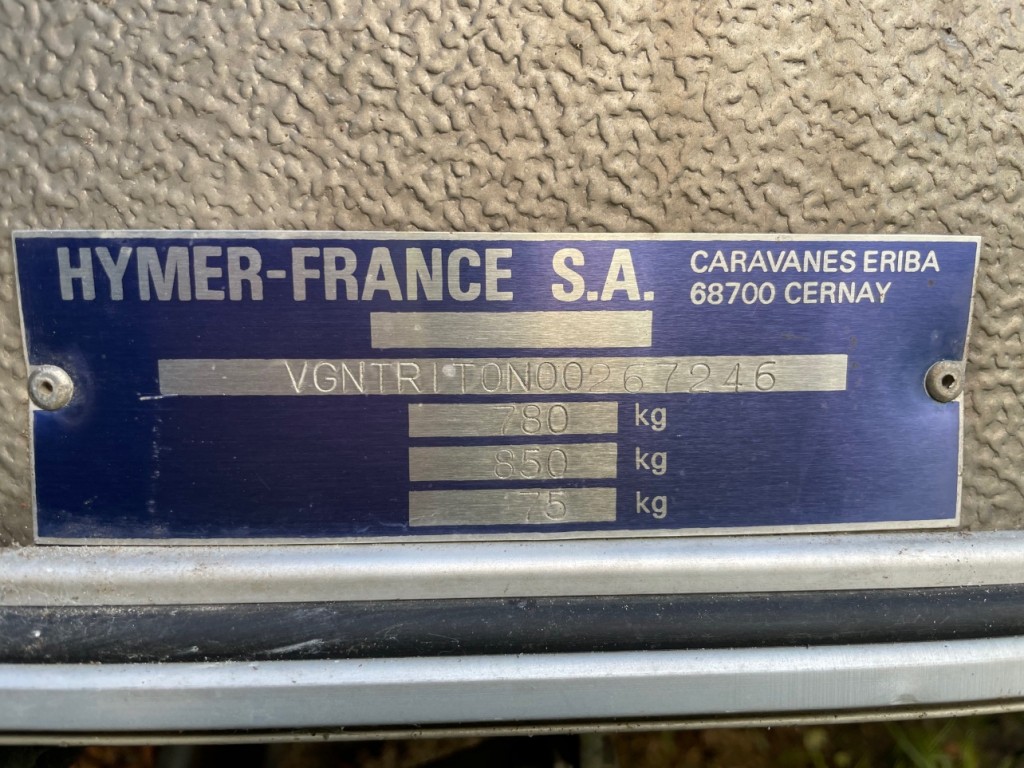 HYMER-FRANCE S.A. CARAVANES ERIBA
68700 CERNAY
VGNTRITON00267246
780 kg
850 kg
75 kg